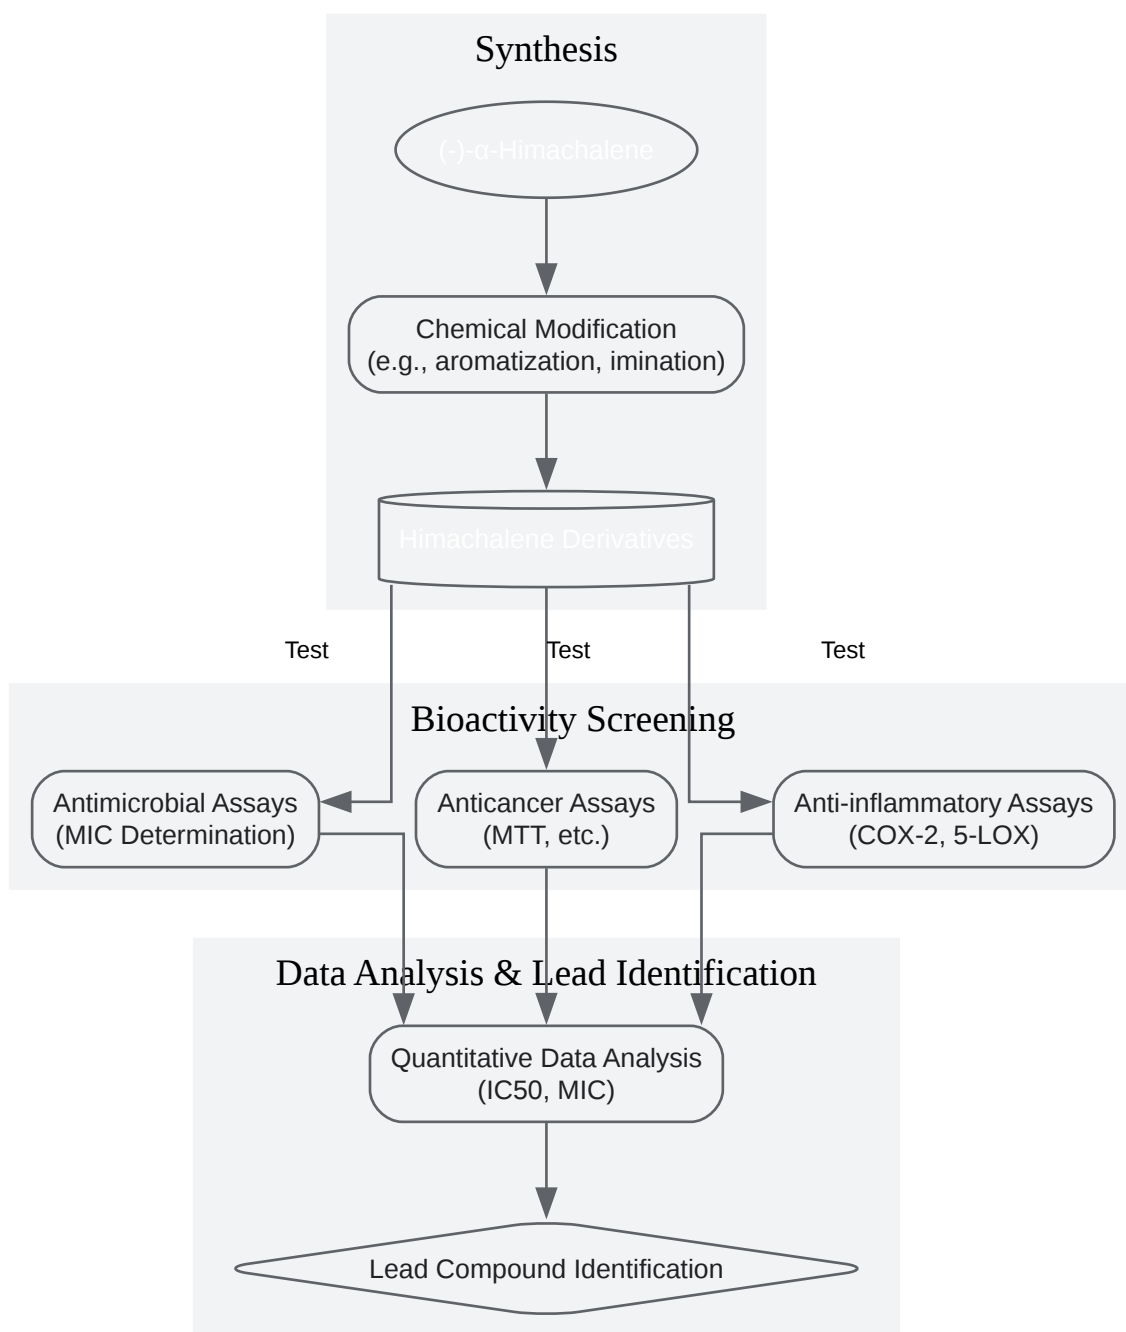 Synthesis
(-)-α-Himachalene
Chemical Modification
(e.g., aromatization, imination)
Himachalene Derivatives
Test
Test
Test
Bioactivity Screening
Antimicrobial Assays
(MIC Determination)
Anticancer Assays
(MTT, etc.)
Anti-inflammatory Assays
(COX-2, 5-LOX)
Data Analysis & Lead Identification
Quantitative Data Analysis
(IC50, MIC)
Lead Compound Identification